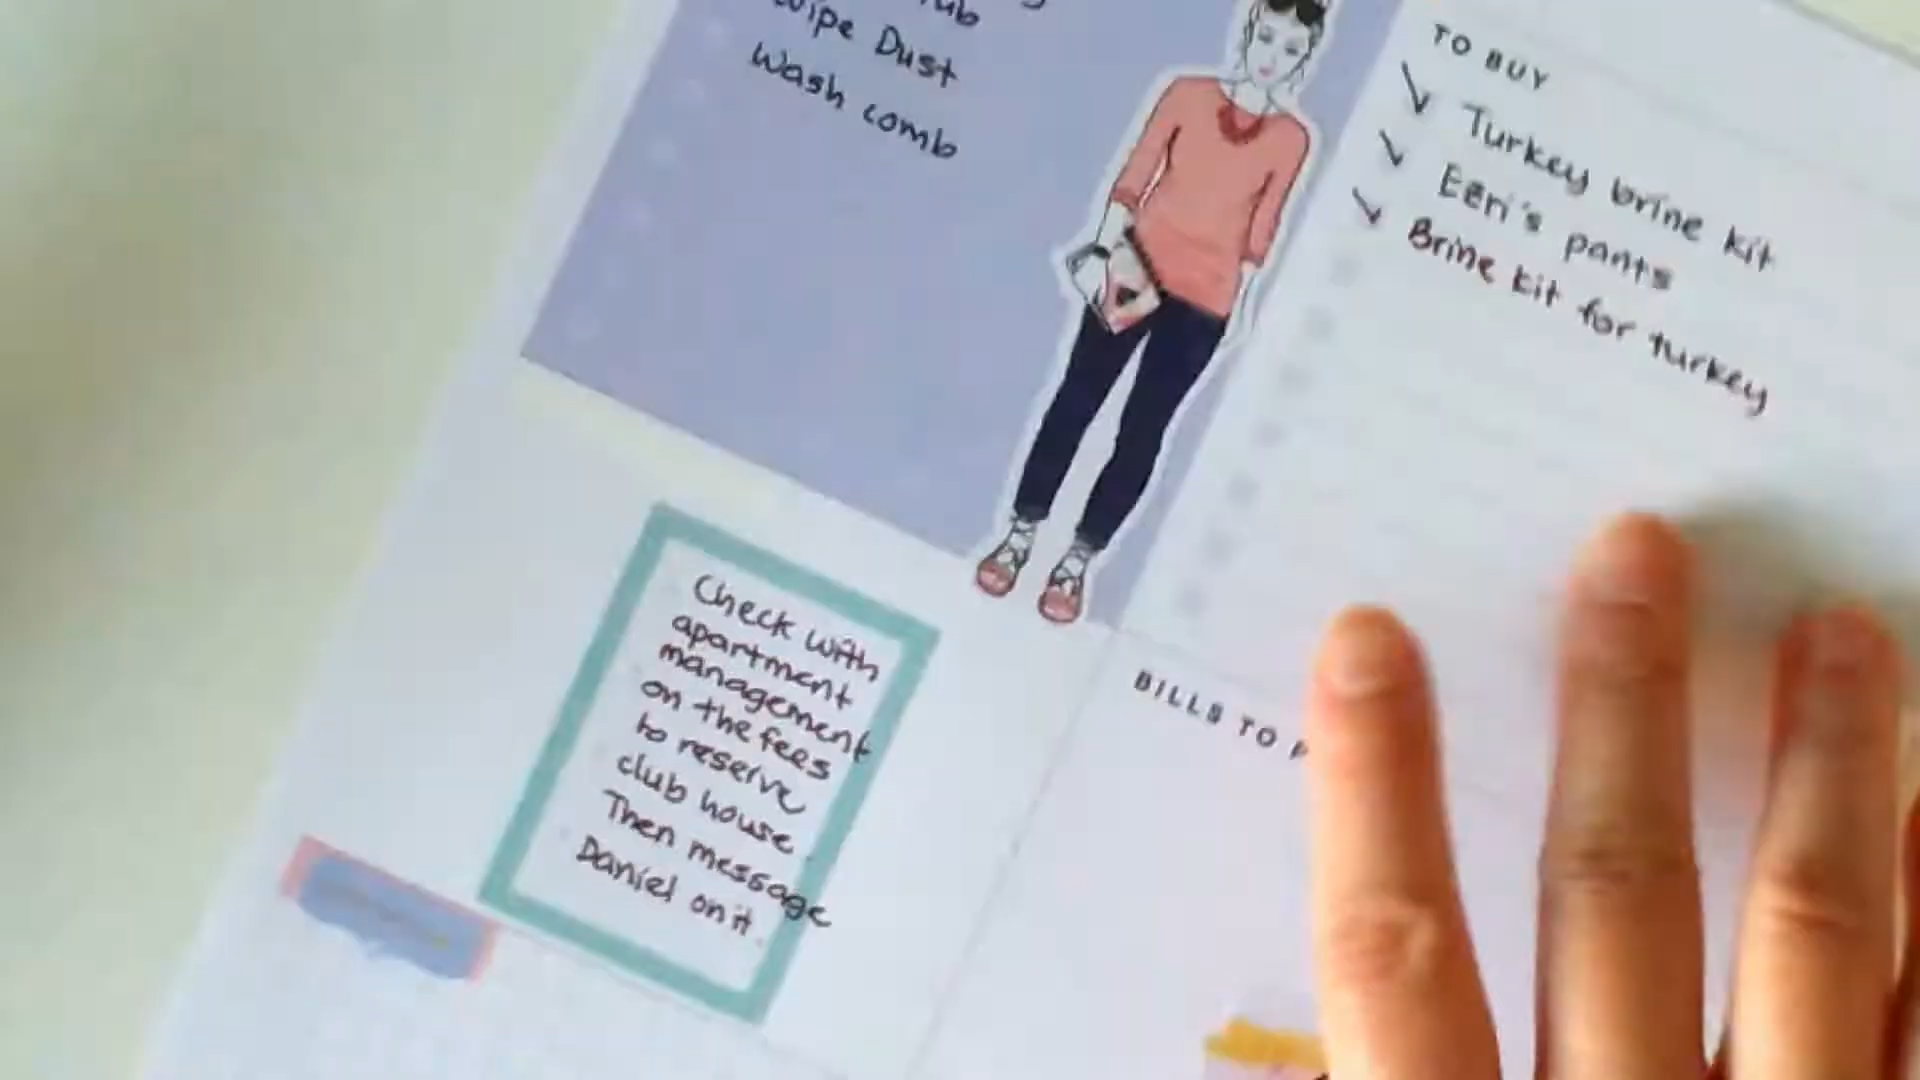 Wipe Dust
Wash comb
TO BUY
Turkey brine kit
Eeri's pants
Brine kit for turkey
Check with
apartment
management
on the fees
to reserve
club house.
Then message
Daniel on it.
BILLS TO